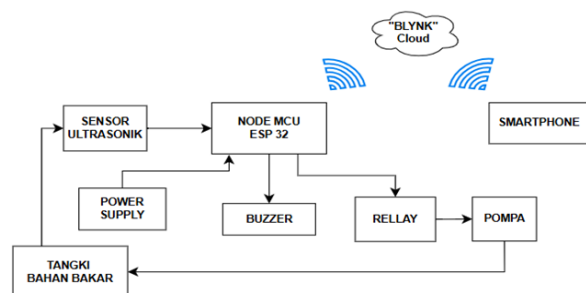 "BLYNK"
Cloud
SENSOR
ULTRASONIK
NODE MCU
ESP 32
SMARTPHONE
POWER
SUPPLY
BUZZER
RELLAY
POMPA
TANGKI
BAHAN BAKAR